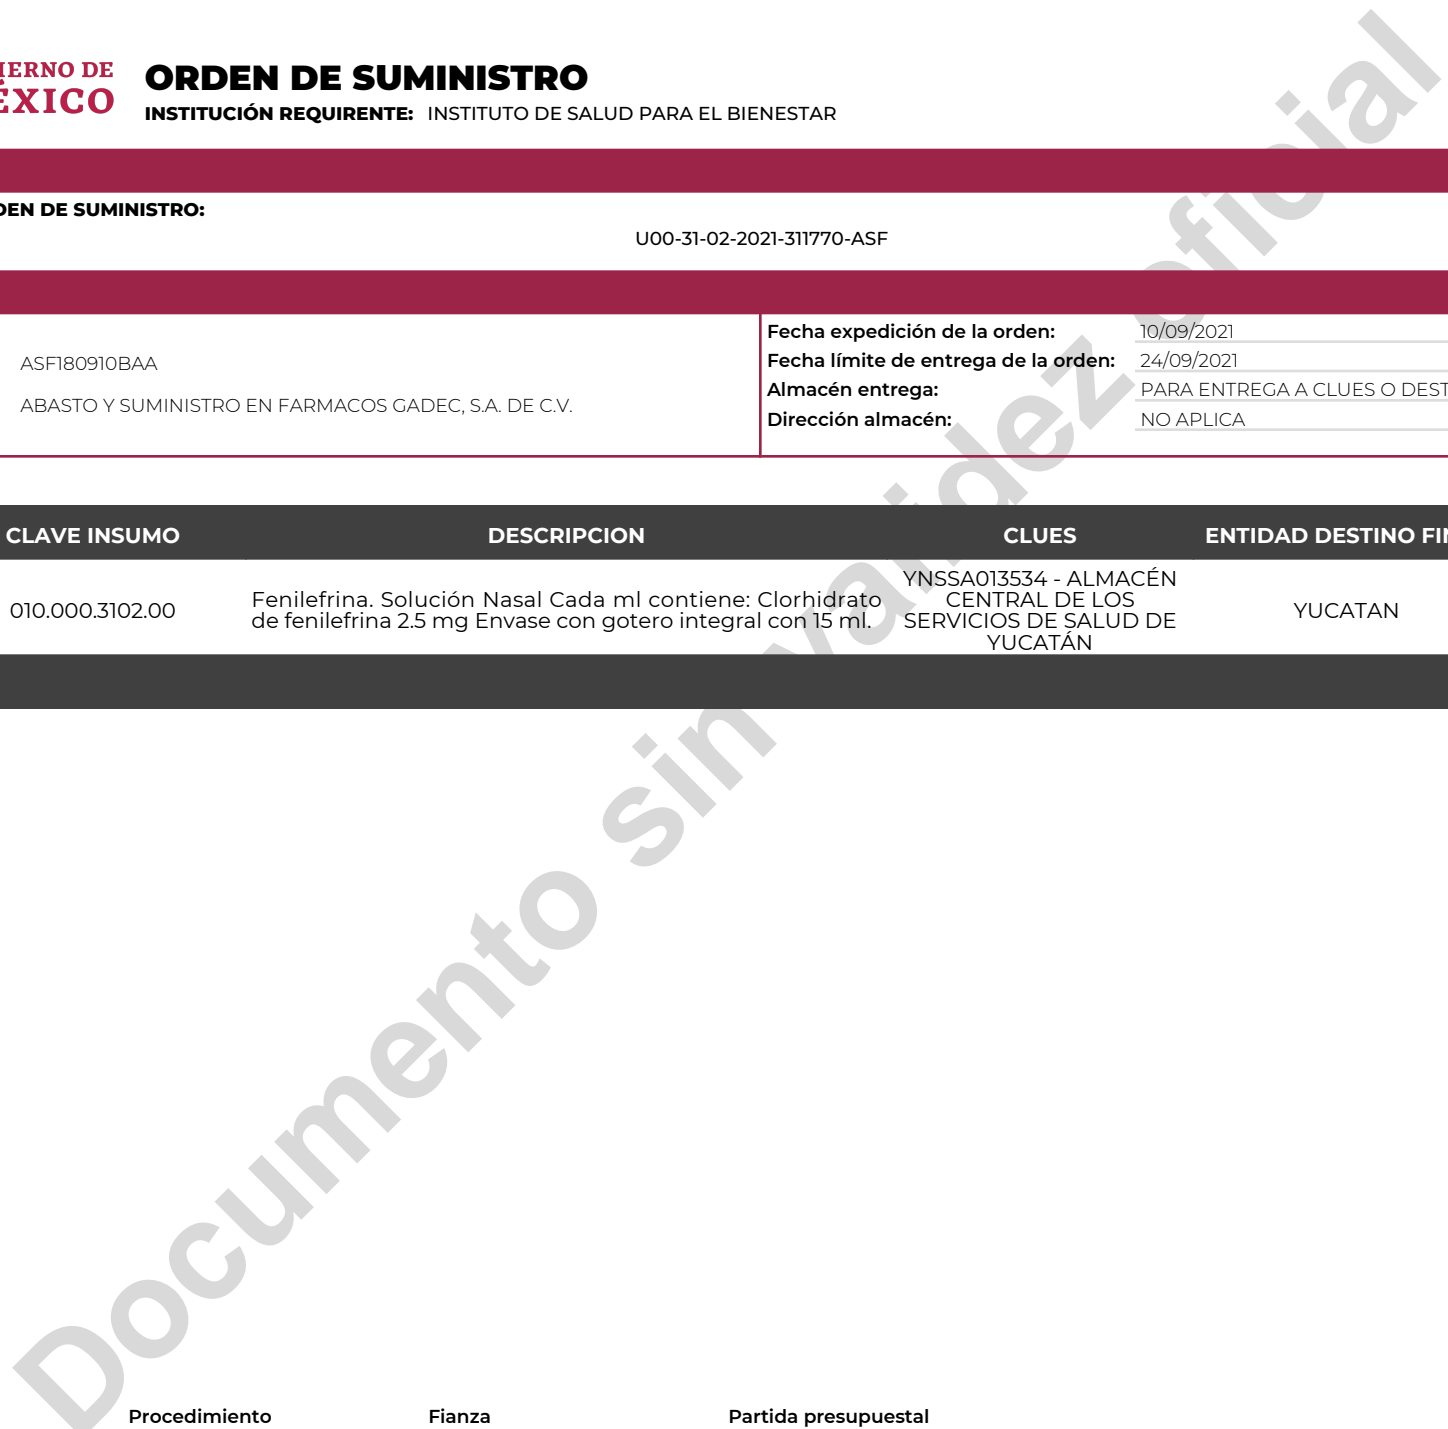 IERNO DE
ÉXICO
ORDEN DE SUMINISTRO
INSTITUCIÓN REQUIRENTE: INSTITUTO DE SALUD PARA EL BIENESTAR
DEN DE SUMINISTRO:
U00-31-02-2021-311770-ASF
ASF180910BAA
ABASTO Y SUMINISTRO EN FARMACOS GADEC, S.A. DE C.V.
Fecha expedición de la orden: 10/09/2021
Fecha límite de entrega de la orden: 24/09/2021
Almacén entrega: PARA ENTREGA A CLUES O DEST
Dirección almacén: NO APLICA
CLAVE INSUMO DESCRIPCION CLUES ENTIDAD DESTINO FIN
010.000.3102.00
Fenilefrina. Solución Nasal Cada ml contiene: Clorhidrato
de fenilefrina 2.5 mg Envase con gotero integral con 15 ml.
YNSSA013534 - ALMACÉN
CENTRAL DE LOS
SERVICIOS DE SALUD DE
YUCATÁN
YUCATAN
Documento sin validez oficial
Procedimiento Fianza Partida presupuestal